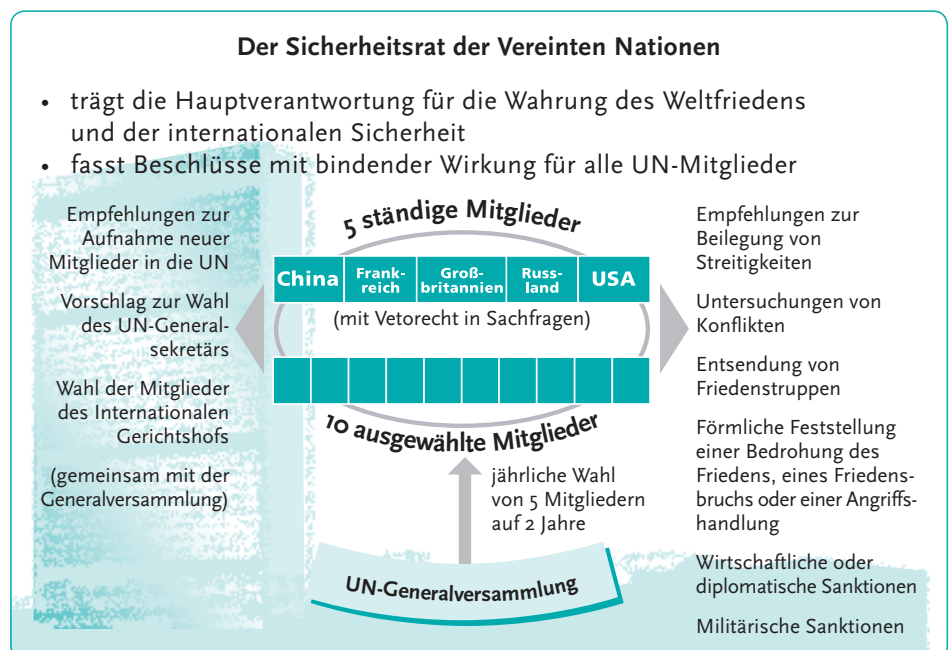 Der Sicherheitsrat der Vereinten Nationen
• trägt die Hauptverantwortung für die Wahrung des Weltfriedens
und der internationalen Sicherheit
• fasst Beschlüsse mit bindender Wirkung für alle UN-Mitglieder
Empfehlungen zur
Aufnahme neuer
Mitglieder in die UN
Vorschlag zur Wahl
des UN-General-
sekretärs
Wahl der Mitglieder
des Internationalen
Gerichtshofs
(gemeinsam mit der
Generalversammlung)
5 ständige Mitglieder
China
Frank-
reich
Groß-
britannien
Russ-
land
USA
(mit Vetorecht in Sachfragen)
10 ausgewählte Mitglieder
jährliche Wahl
von 5 Mitgliedern
auf 2 Jahre
UN-Generalversammlung
Empfehlungen zur
Beilegung von
Streitigkeiten
Untersuchungen von
Konflikten
Entsendung von
Friedenstruppen
Förmliche Feststellung
einer Bedrohung des
Friedens, eines Friedens-
bruchs oder einer Angriffs-
handlung
Wirtschaftliche oder
diplomatische Sanktionen
Militärische Sanktionen